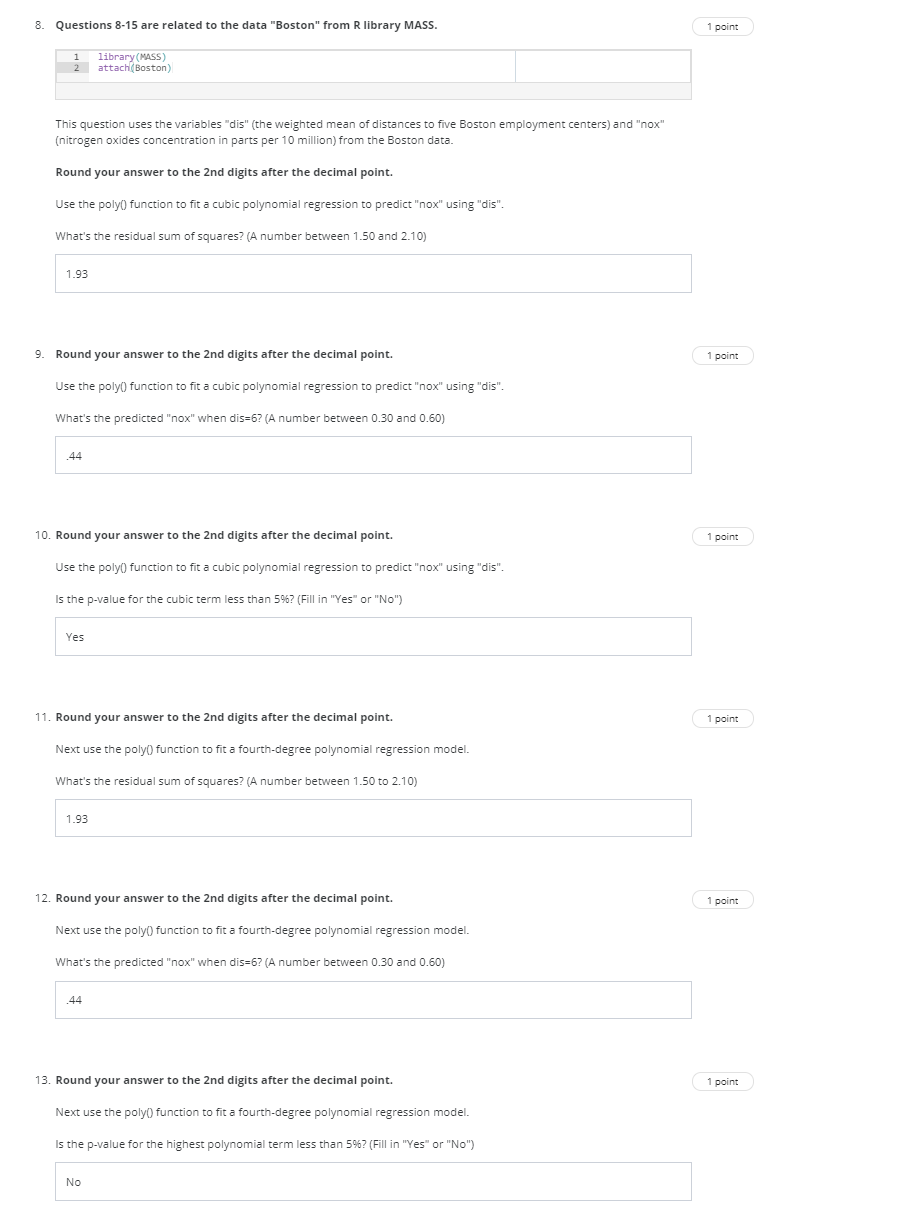 8. Questions 8-15 are related to the data "Boston" from R library MASS.
1 point
1 library(MASS)
2 attach(Boston)
This question uses the variables "dis" (the weighted mean of distances to five Boston employment centers) and "nox"
(nitrogen oxides concentration in parts per 10 million) from the Boston data.
Round your answer to the 2nd digits after the decimal point.
Use the poly() function to fit a cubic polynomial regression to predict "nox" using "dis".
What's the residual sum of squares? (A number between 1.50 and 2.10)
1.93
9. Round your answer to the 2nd digits after the decimal point.
1 point
Use the poly() function to fit a cubic polynomial regression to predict "nox" using "dis".
What's the predicted "nox" when dis=6? (A number between 0.30 and 0.60)
.44
10. Round your answer to the 2nd digits after the decimal point.
1 point
Use the poly() function to fit a cubic polynomial regression to predict "nox" using "dis".
Is the p-value for the cubic term less than 5%? (Fill in "Yes" or "No")
Yes
11. Round your answer to the 2nd digits after the decimal point.
1 point
Next use the poly() function to fit a fourth-degree polynomial regression model.
What's the residual sum of squares? (A number between 1.50 to 2.10)
1.93
12. Round your answer to the 2nd digits after the decimal point.
1 point
Next use the poly() function to fit a fourth-degree polynomial regression model.
What's the predicted "nox" when dis=6? (A number between 0.30 and 0.60)
.44
13. Round your answer to the 2nd digits after the decimal point.
1 point
Next use the poly() function to fit a fourth-degree polynomial regression model.
Is the p-value for the highest polynomial term less than 5%? (Fill in "Yes" or "No")
No